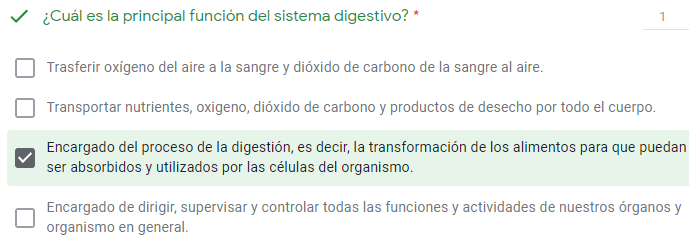 ¿Cuál es la principal función del sistema digestivo? *
1
Trasferir oxígeno del aire a la sangre y dióxido de carbono de la sangre al aire.
Transportar nutrientes, oxigeno, dióxido de carbono y productos de desecho por todo el cuerpo.
Encargado del proceso de la digestión, es decir, la transformación de los alimentos para que puedan
ser absorbidos y utilizados por las células del organismo.
Encargado de dirigir, supervisar y controlar todas las funciones y actividades de nuestros órganos y
organismo en general.